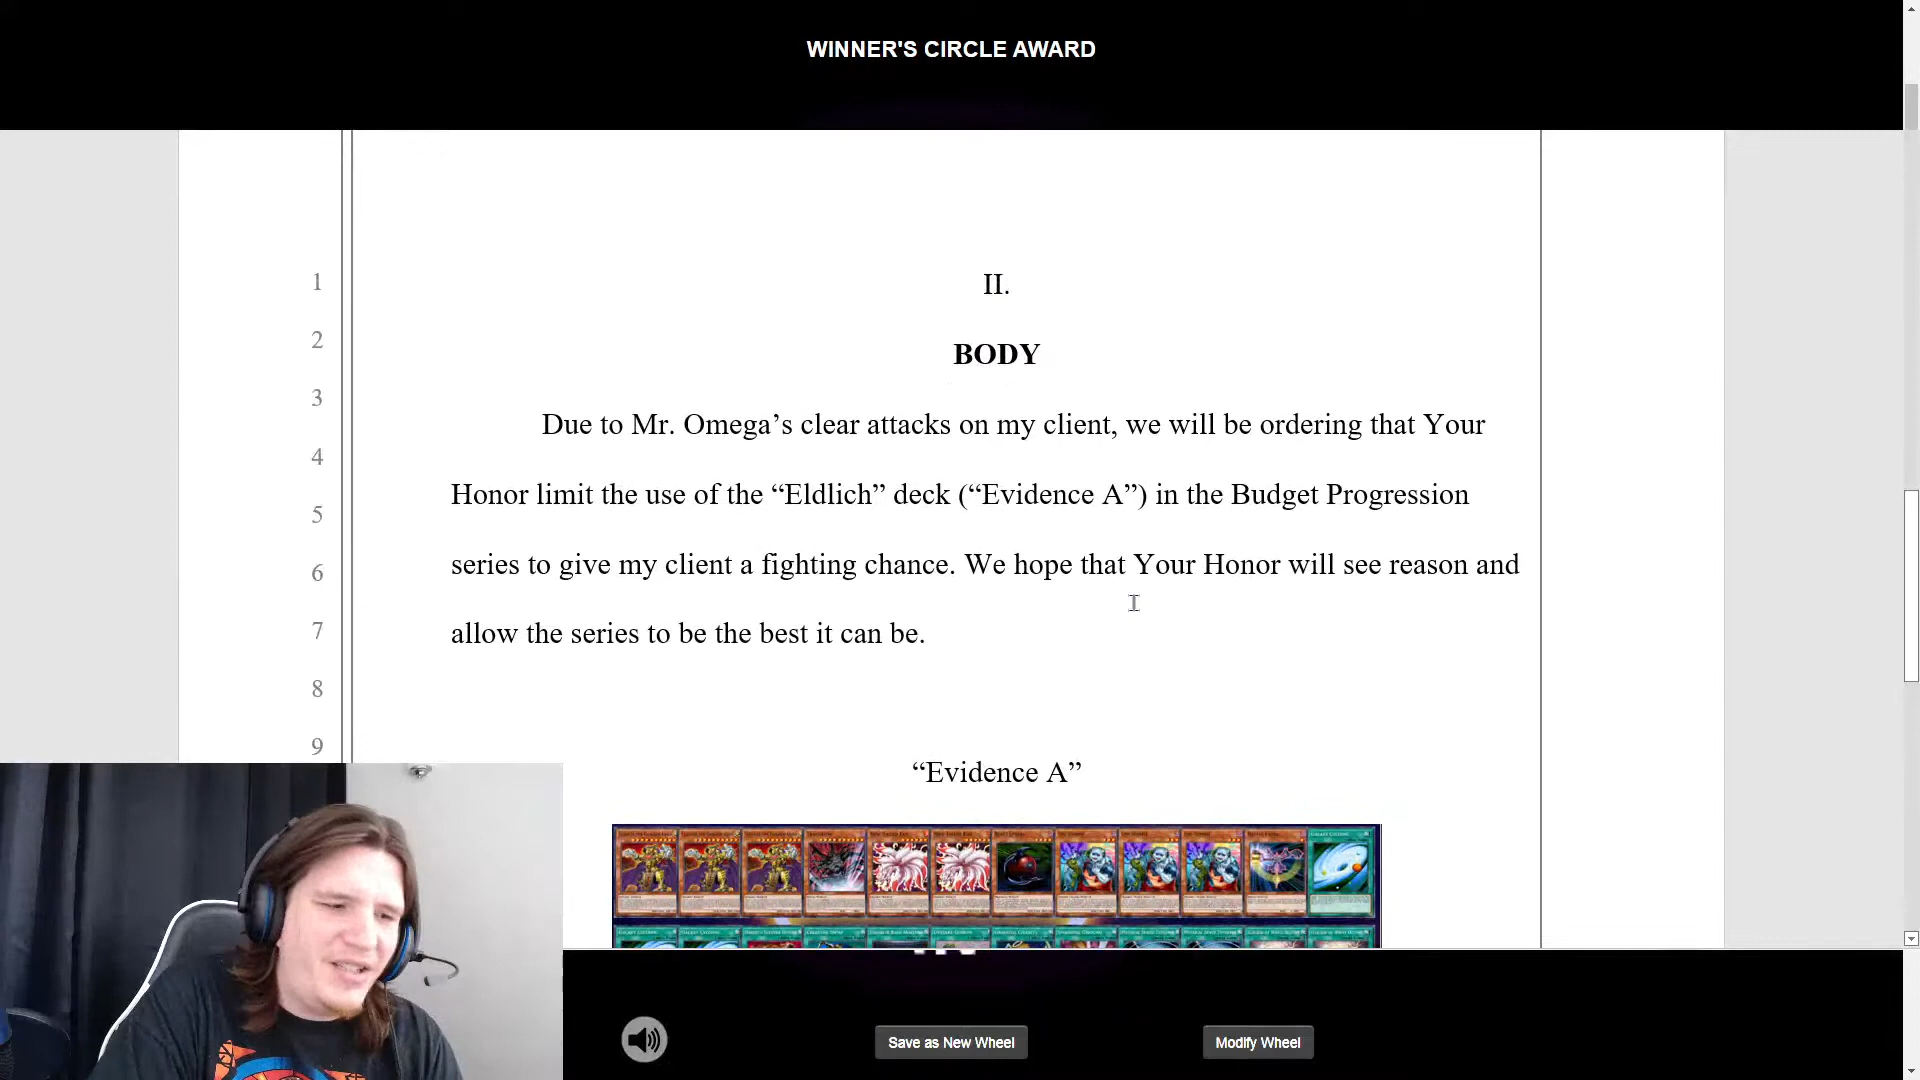 WINNER'S CIRCLE AWARD
1
II.
2
BODY
3
Due to Mr. Omega’s clear attacks on my client, we will be ordering that Your
4
Honor limit the use of the “Eldlich” deck (“Evidence A”) in the Budget Progression
5
series to give my client a fighting chance. We hope that Your Honor will see reason and
6
allow the series to be the best it can be.
7
8
9
“Evidence A”
Save as New Wheel
Modify Wheel